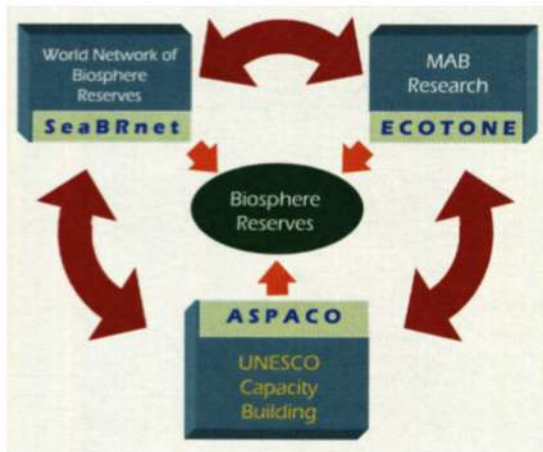 World Network of
Biosphere
Reserves
SeaBRnet
MAB
Research
ECOTONE
Biosphere
Reserves
ASPACO
UNESCO
Capacity
Building